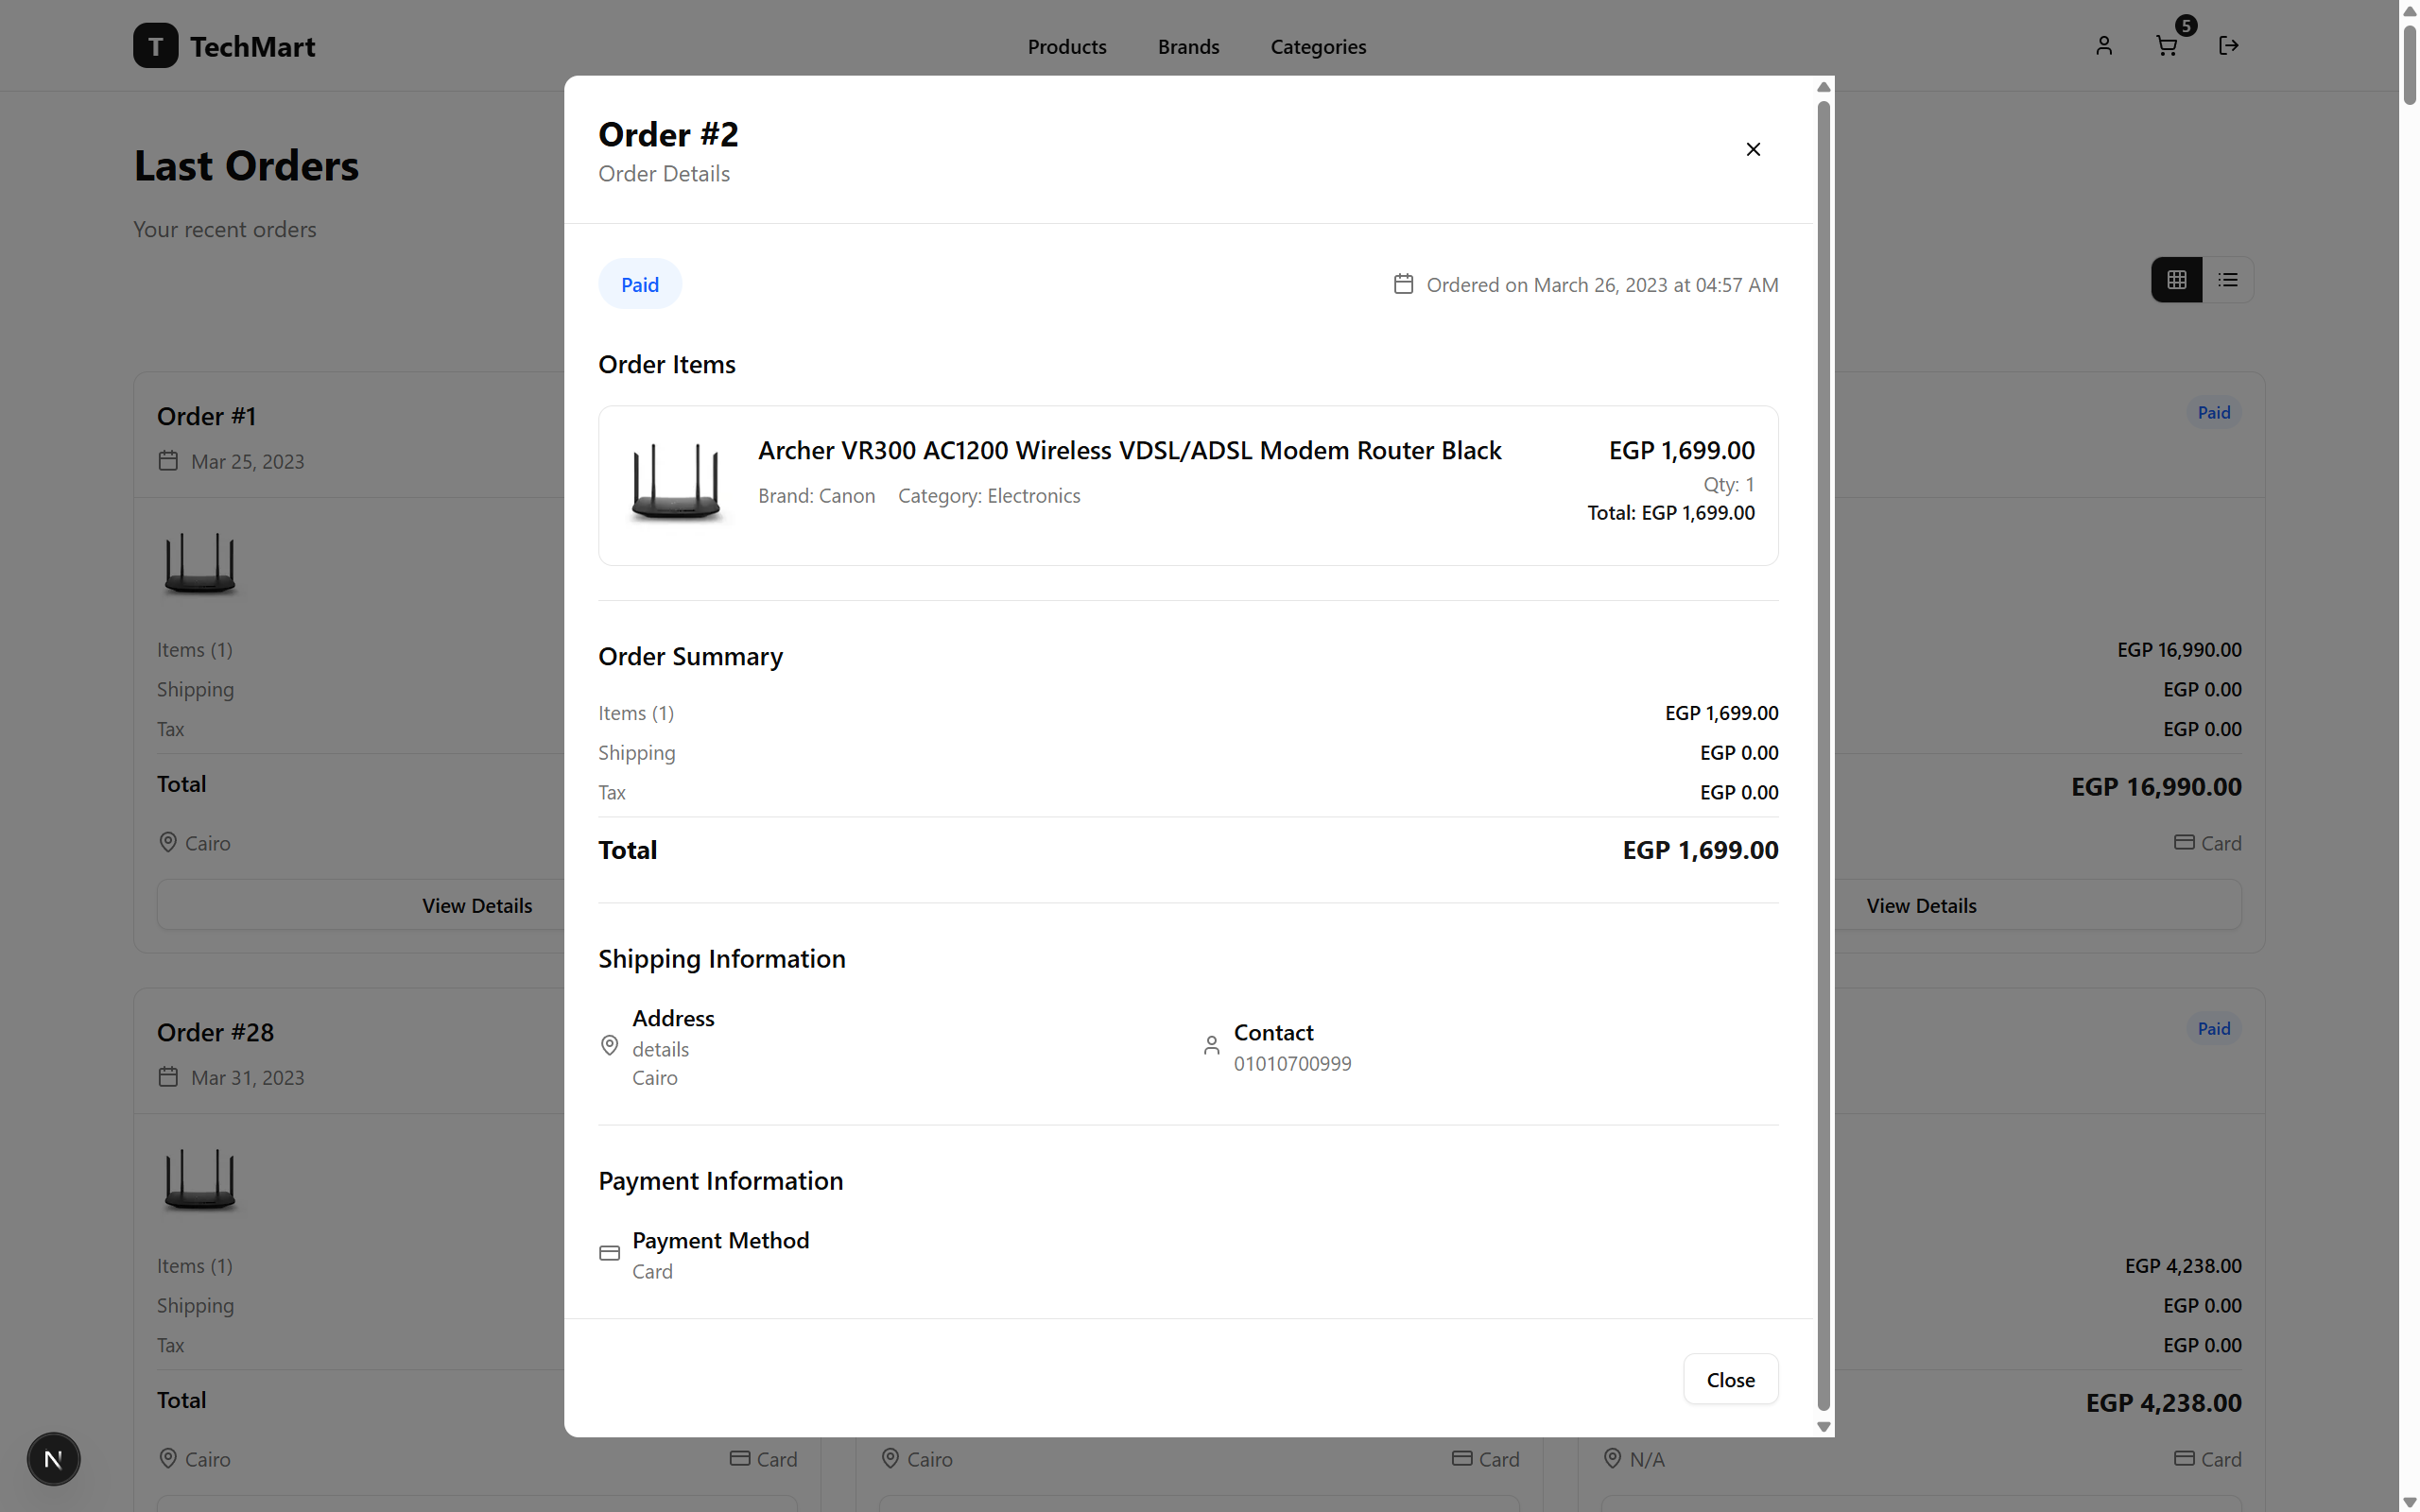 T TechMart
Products Brands Categories
5
Last Orders
Your recent orders
Order #1
Mar 25, 2023
Items (1)
Shipping
Tax
Total
Cairo
View Details
Order #28
Mar 31, 2023
Items (1)
Shipping
Tax
Total
Cairo
Card
Order #2
Order Details
Paid
Ordered on March 26, 2023 at 04:57 AM
Order Items
Archer VR300 AC1200 Wireless VDSL/ADSL Modem Router Black
Brand: Canon Category: Electronics
EGP 1,699.00
Qty: 1
Total: EGP 1,699.00
Order Summary
Items (1) EGP 1,699.00
Shipping EGP 0.00
Tax EGP 0.00
Total EGP 1,699.00
Shipping Information
Address
details
Cairo
Contact
01010700999
Payment Information
Payment Method
Card
Close
Cairo
Card
Paid
EGP 16,990.00
EGP 0.00
EGP 0.00
EGP 16,990.00
Card
View Details
Paid
EGP 4,238.00
EGP 0.00
EGP 0.00
EGP 4,238.00
N/A
Card
N